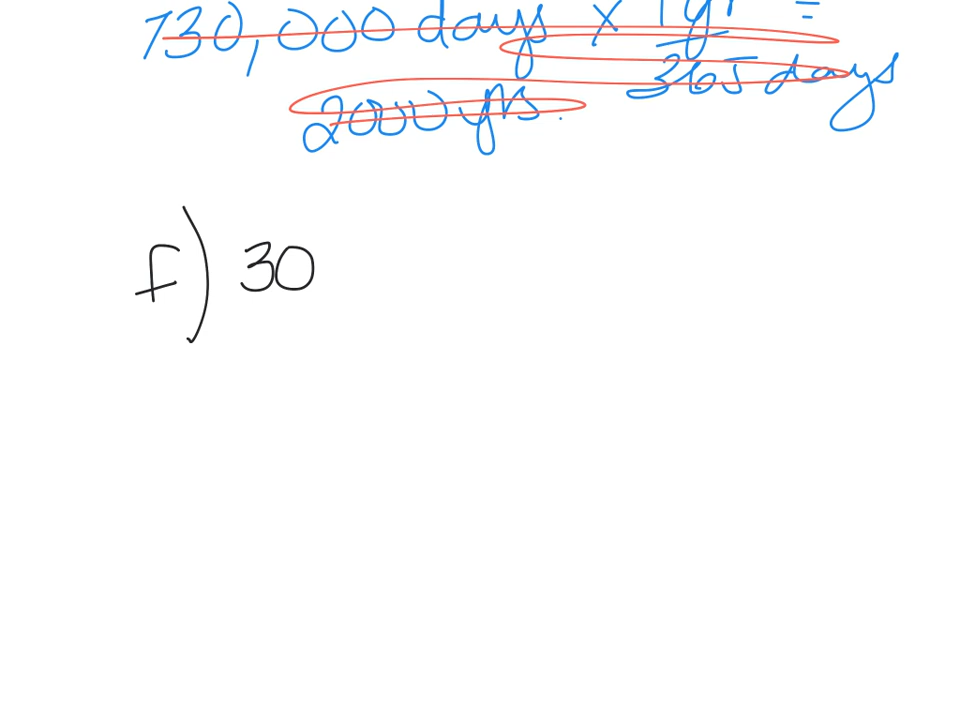 730,000 days x 1 yr =
365 days
2000 yrs.
f) 30